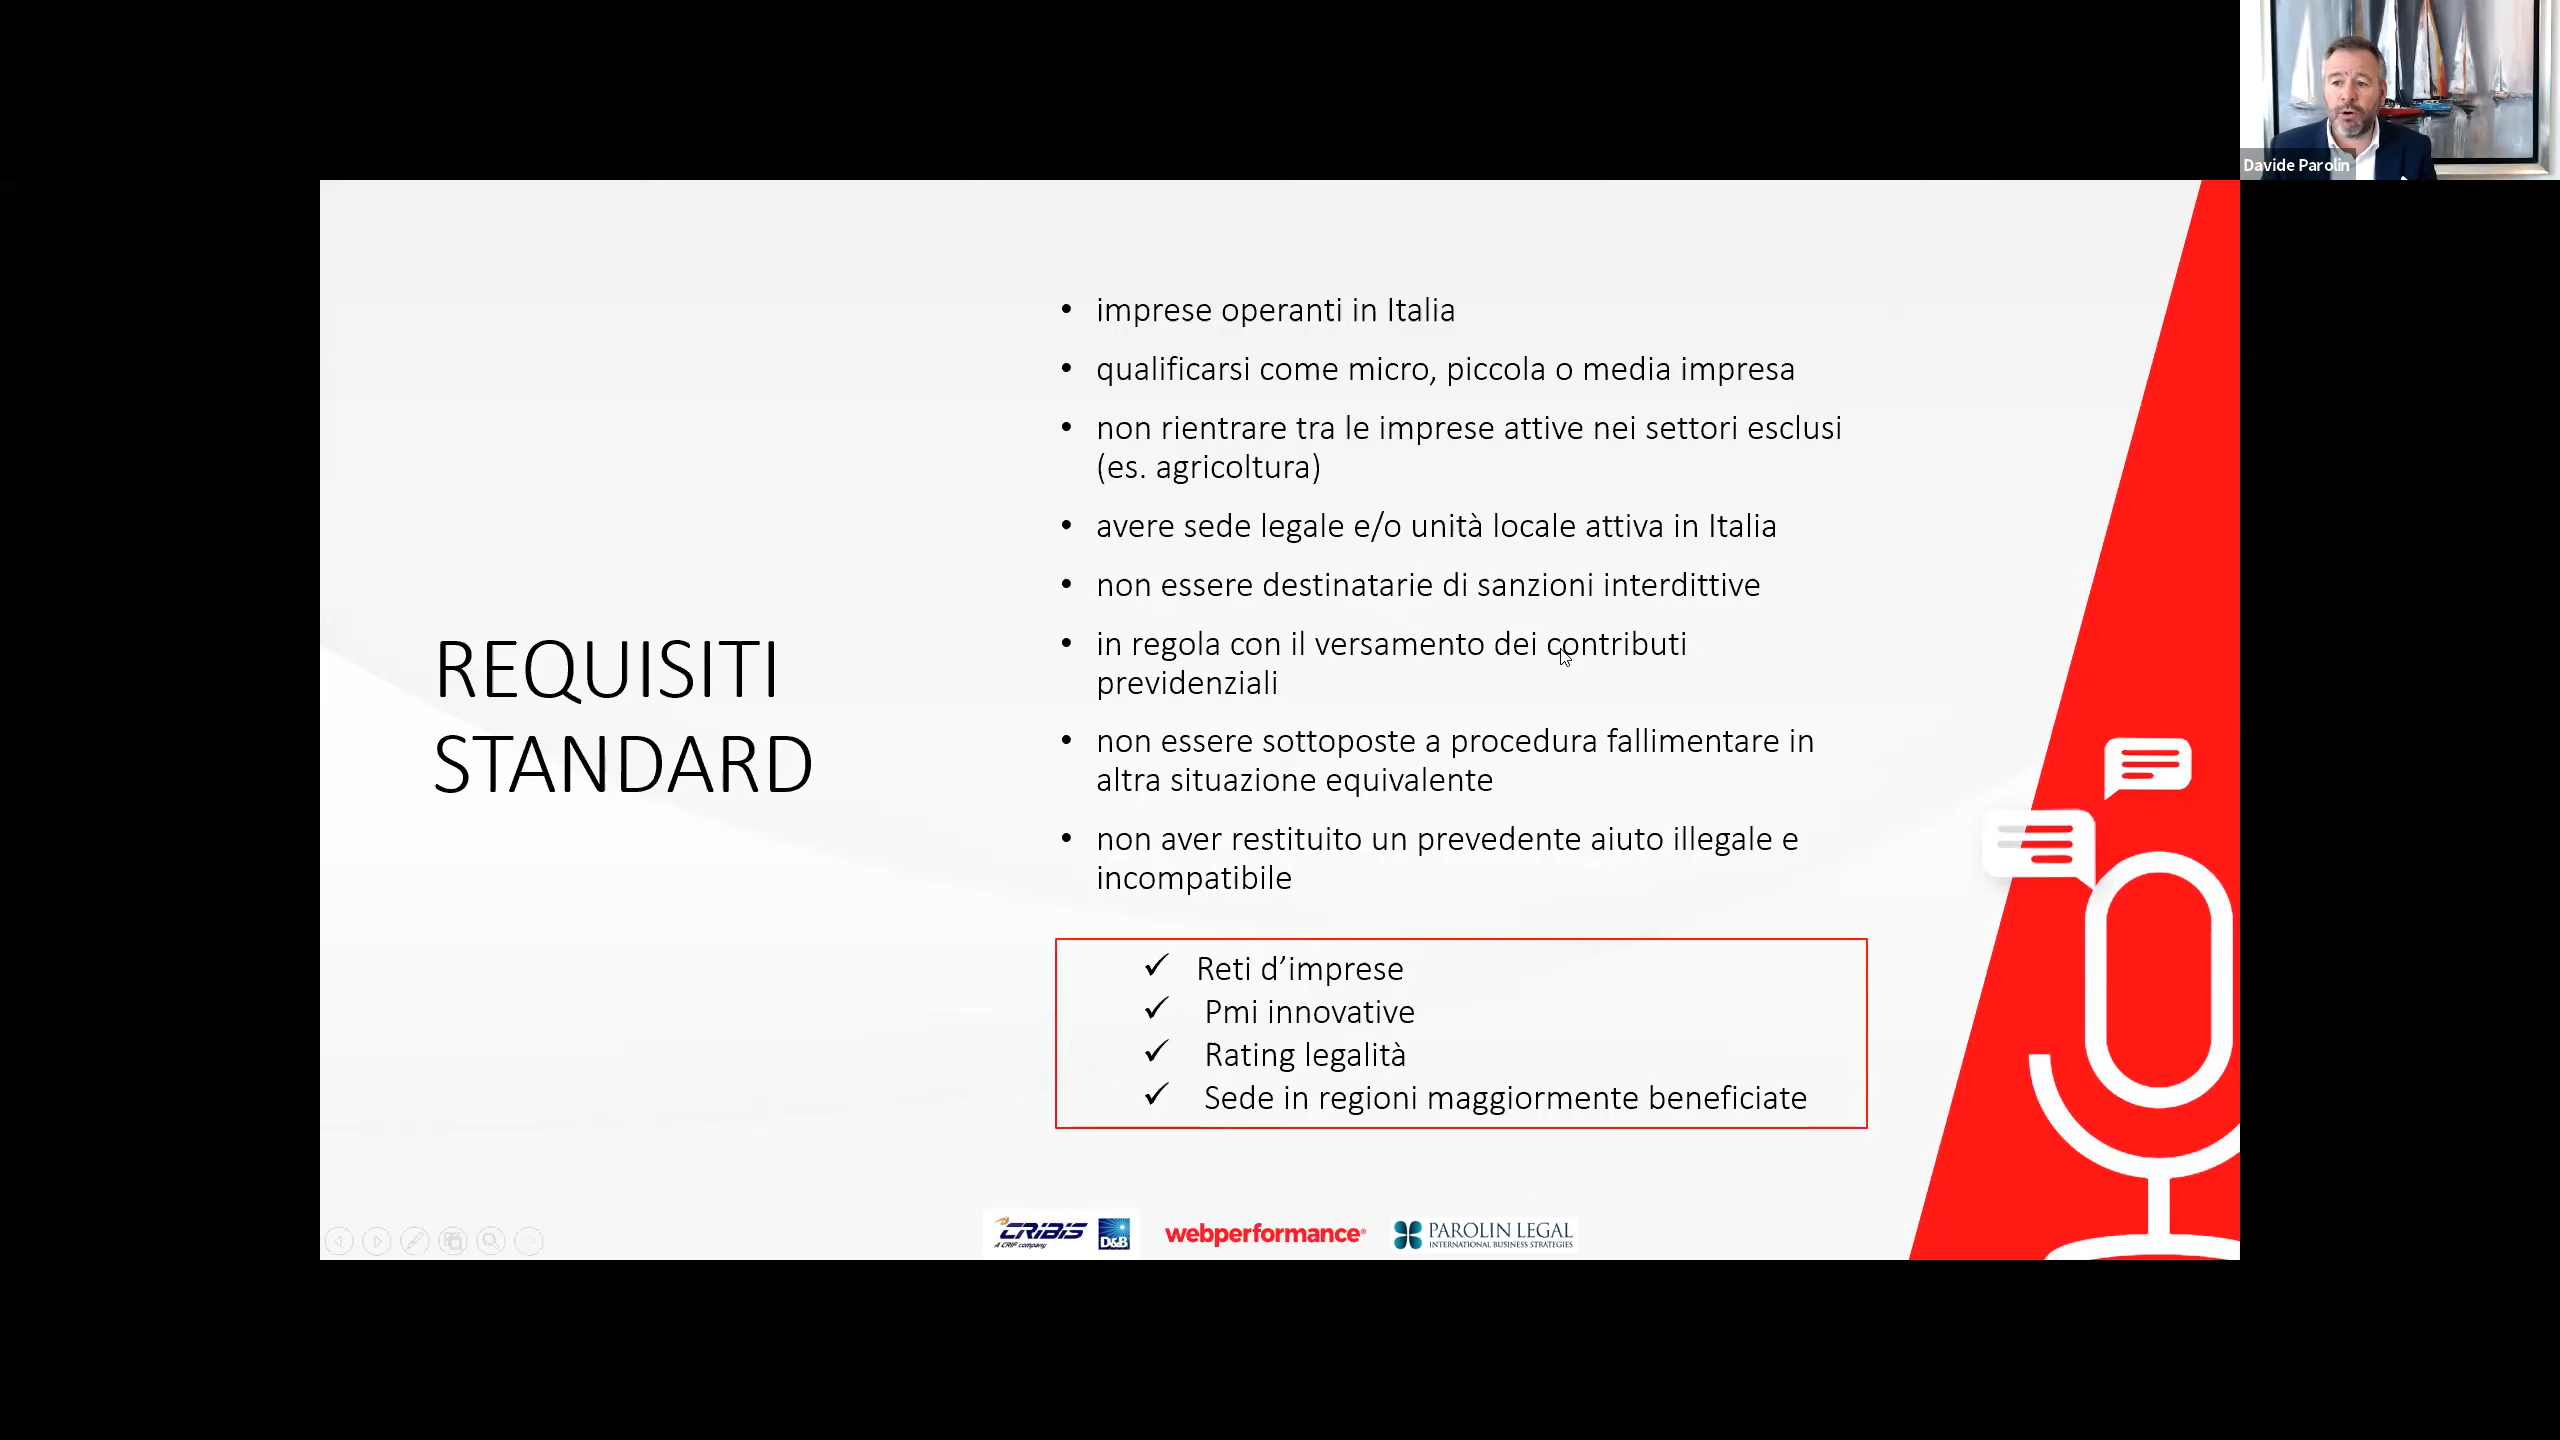 Davide Parolin
REQUISITI
STANDARD
• imprese operanti in Italia
• qualificarsi come micro, piccola o media impresa
• non rientrare tra le imprese attive nei settori esclusi
(es. agricoltura)
• avere sede legale e/o unità locale attiva in Italia
• non essere destinatarie di sanzioni interdittive
• in regola con il versamento dei contributi
previdenziali
• non essere sottoposte a procedura fallimentare in
altra situazione equivalente
• non aver restituito un prevedente aiuto illegale e
incompatibile
✓ Reti d’imprese
✓ Pmi innovative
✓ Rating legalità
✓ Sede in regioni maggiormente beneficiate
CRIBIS
A CRIF company
D&B
webperformance®
PAROLIN LEGAL
INTERNATIONAL BUSINESS STRATEGIES